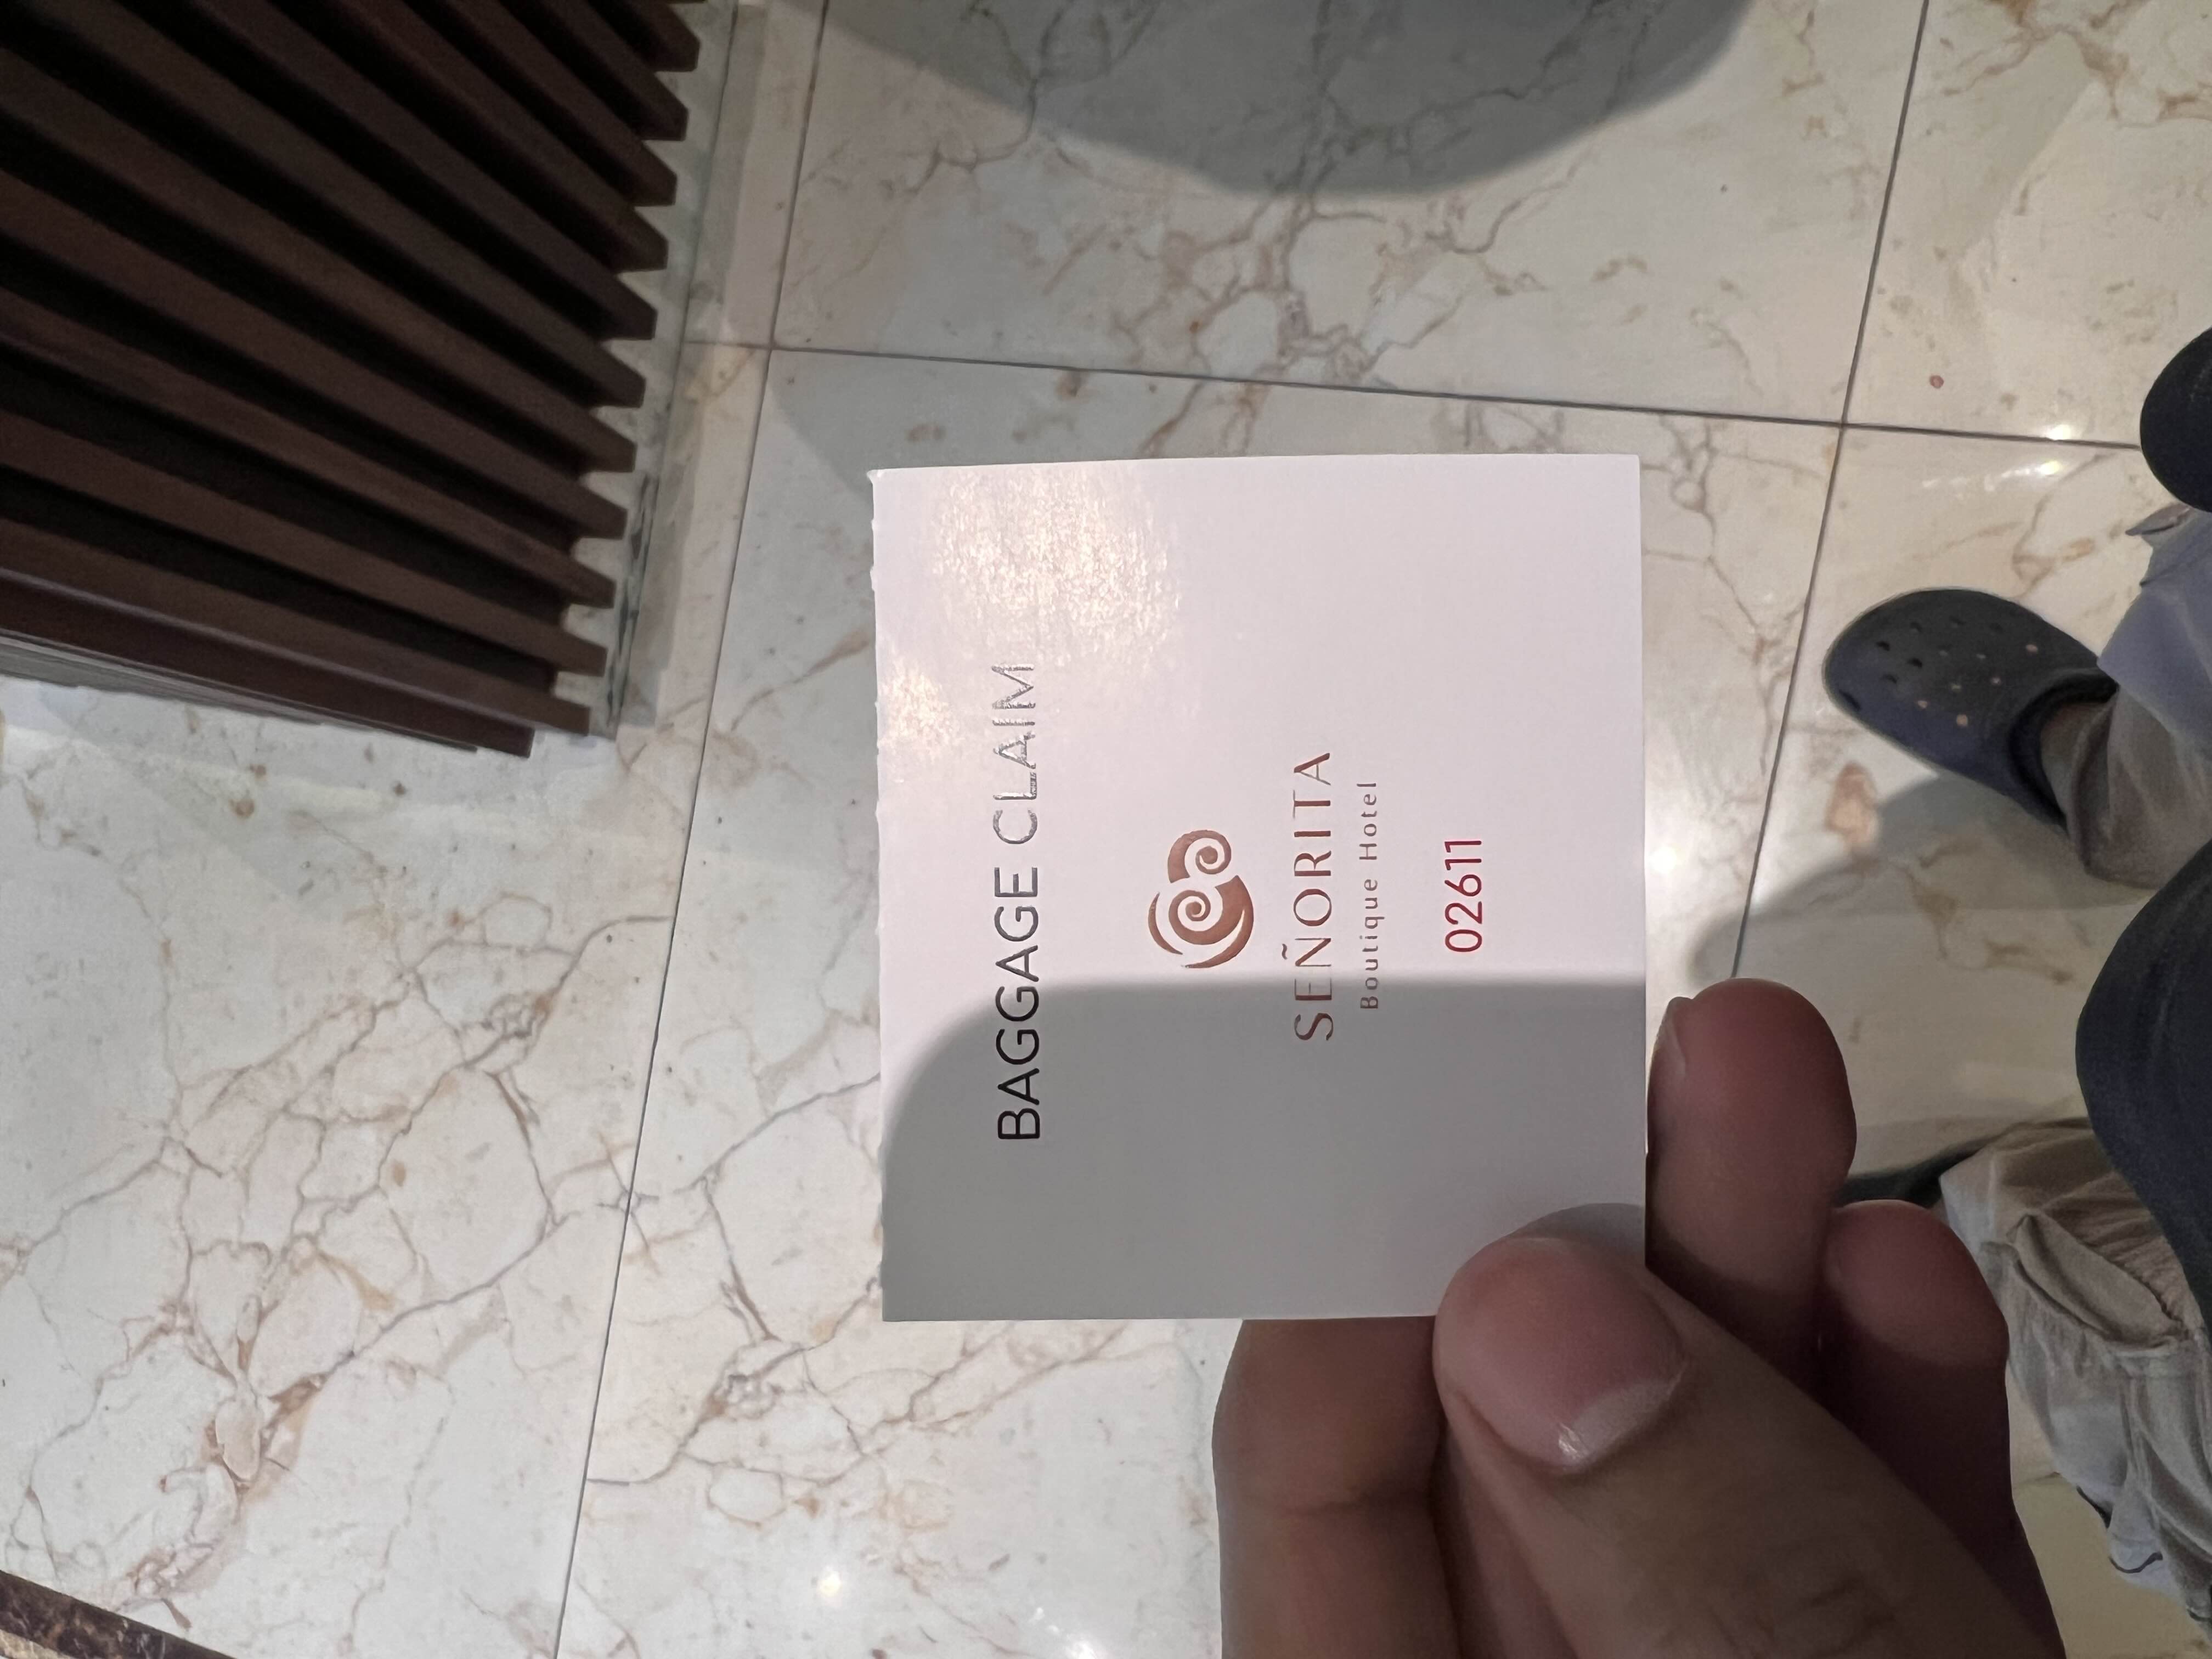 BAGGAGE CLAIM
SEÑORITA
Boutique Hotel
02611